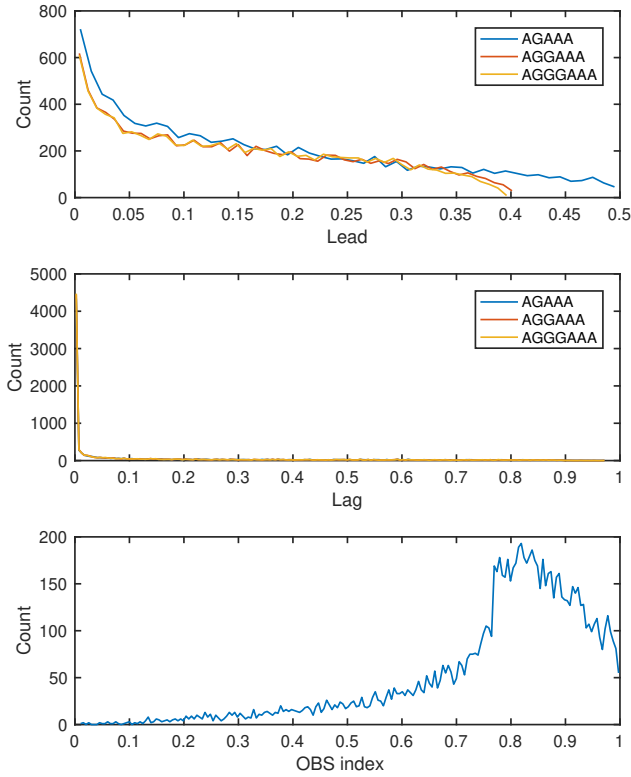 800
600
400
200
0
Count
AGAAA
AGGAAA
AGGGAAA
0 0.05 0.1 0.15 0.2 0.25 0.3 0.35 0.4 0.45 0.5
Lead
5000
4000
3000
2000
1000
0
Count
AGAAA
AGGAAA
AGGGAAA
0 0.1 0.2 0.3 0.4 0.5 0.6 0.7 0.8 0.9 1
Lag
200
150
100
50
0
Count
0 0.1 0.2 0.3 0.4 0.5 0.6 0.7 0.8 0.9 1
OBS index